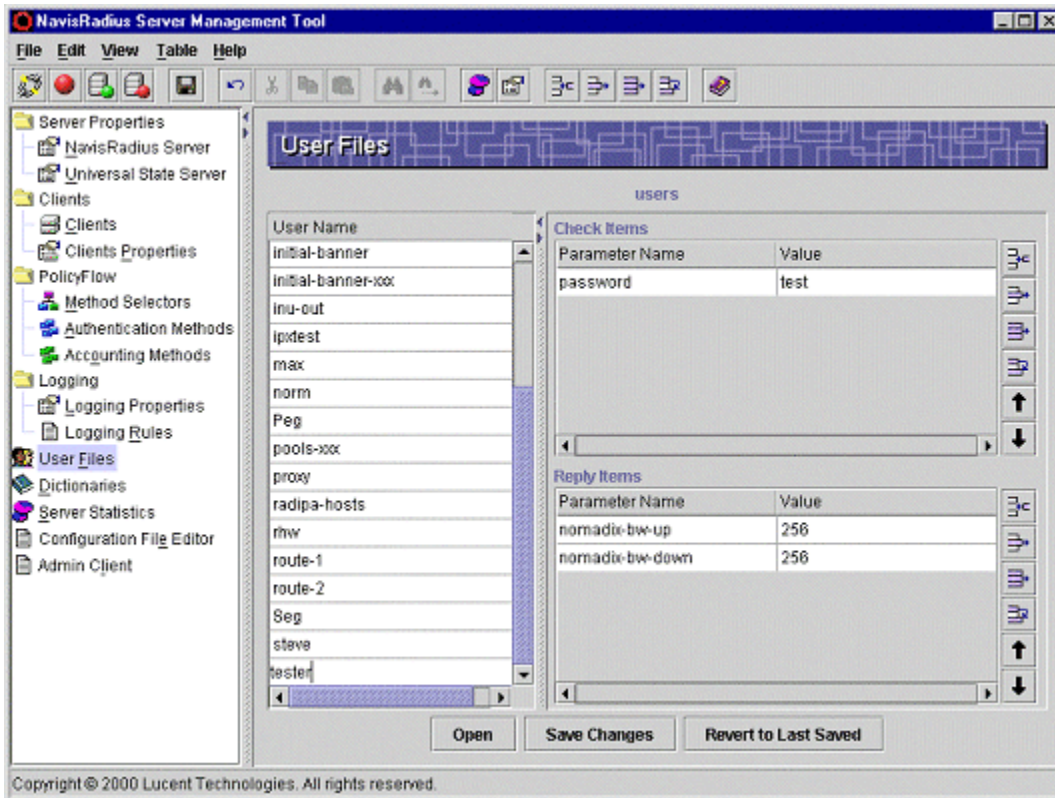 NavisRadius Server Management Tool
File Edit View Table Help
Server Properties
NavisRadius Server
Universal State Server
Clients
Clients
Clients Properties
PolicyFlow
Method Selectors
Authentication Methods
Accounting Methods
Logging
Logging Properties
Logging Rules
User Files
Dictionaries
Server Statistics
Configuration File Editor
Admin Client
User Files
users
User Name
initial-banner
initial-banner-xxx
inu-out
ipxtest
max
norm
Peg
pools-xxx
proxy
radipa-hosts
rhw
route-1
route-2
Seg
steve
tester
Check Items
Parameter Name Value
password test
Reply Items
Parameter Name Value
nomadix-bw-up 256
nomadix-bw-down 256
Open Save Changes Revert to Last Saved
Copyright © 2000 Lucent Technologies. All rights reserved.